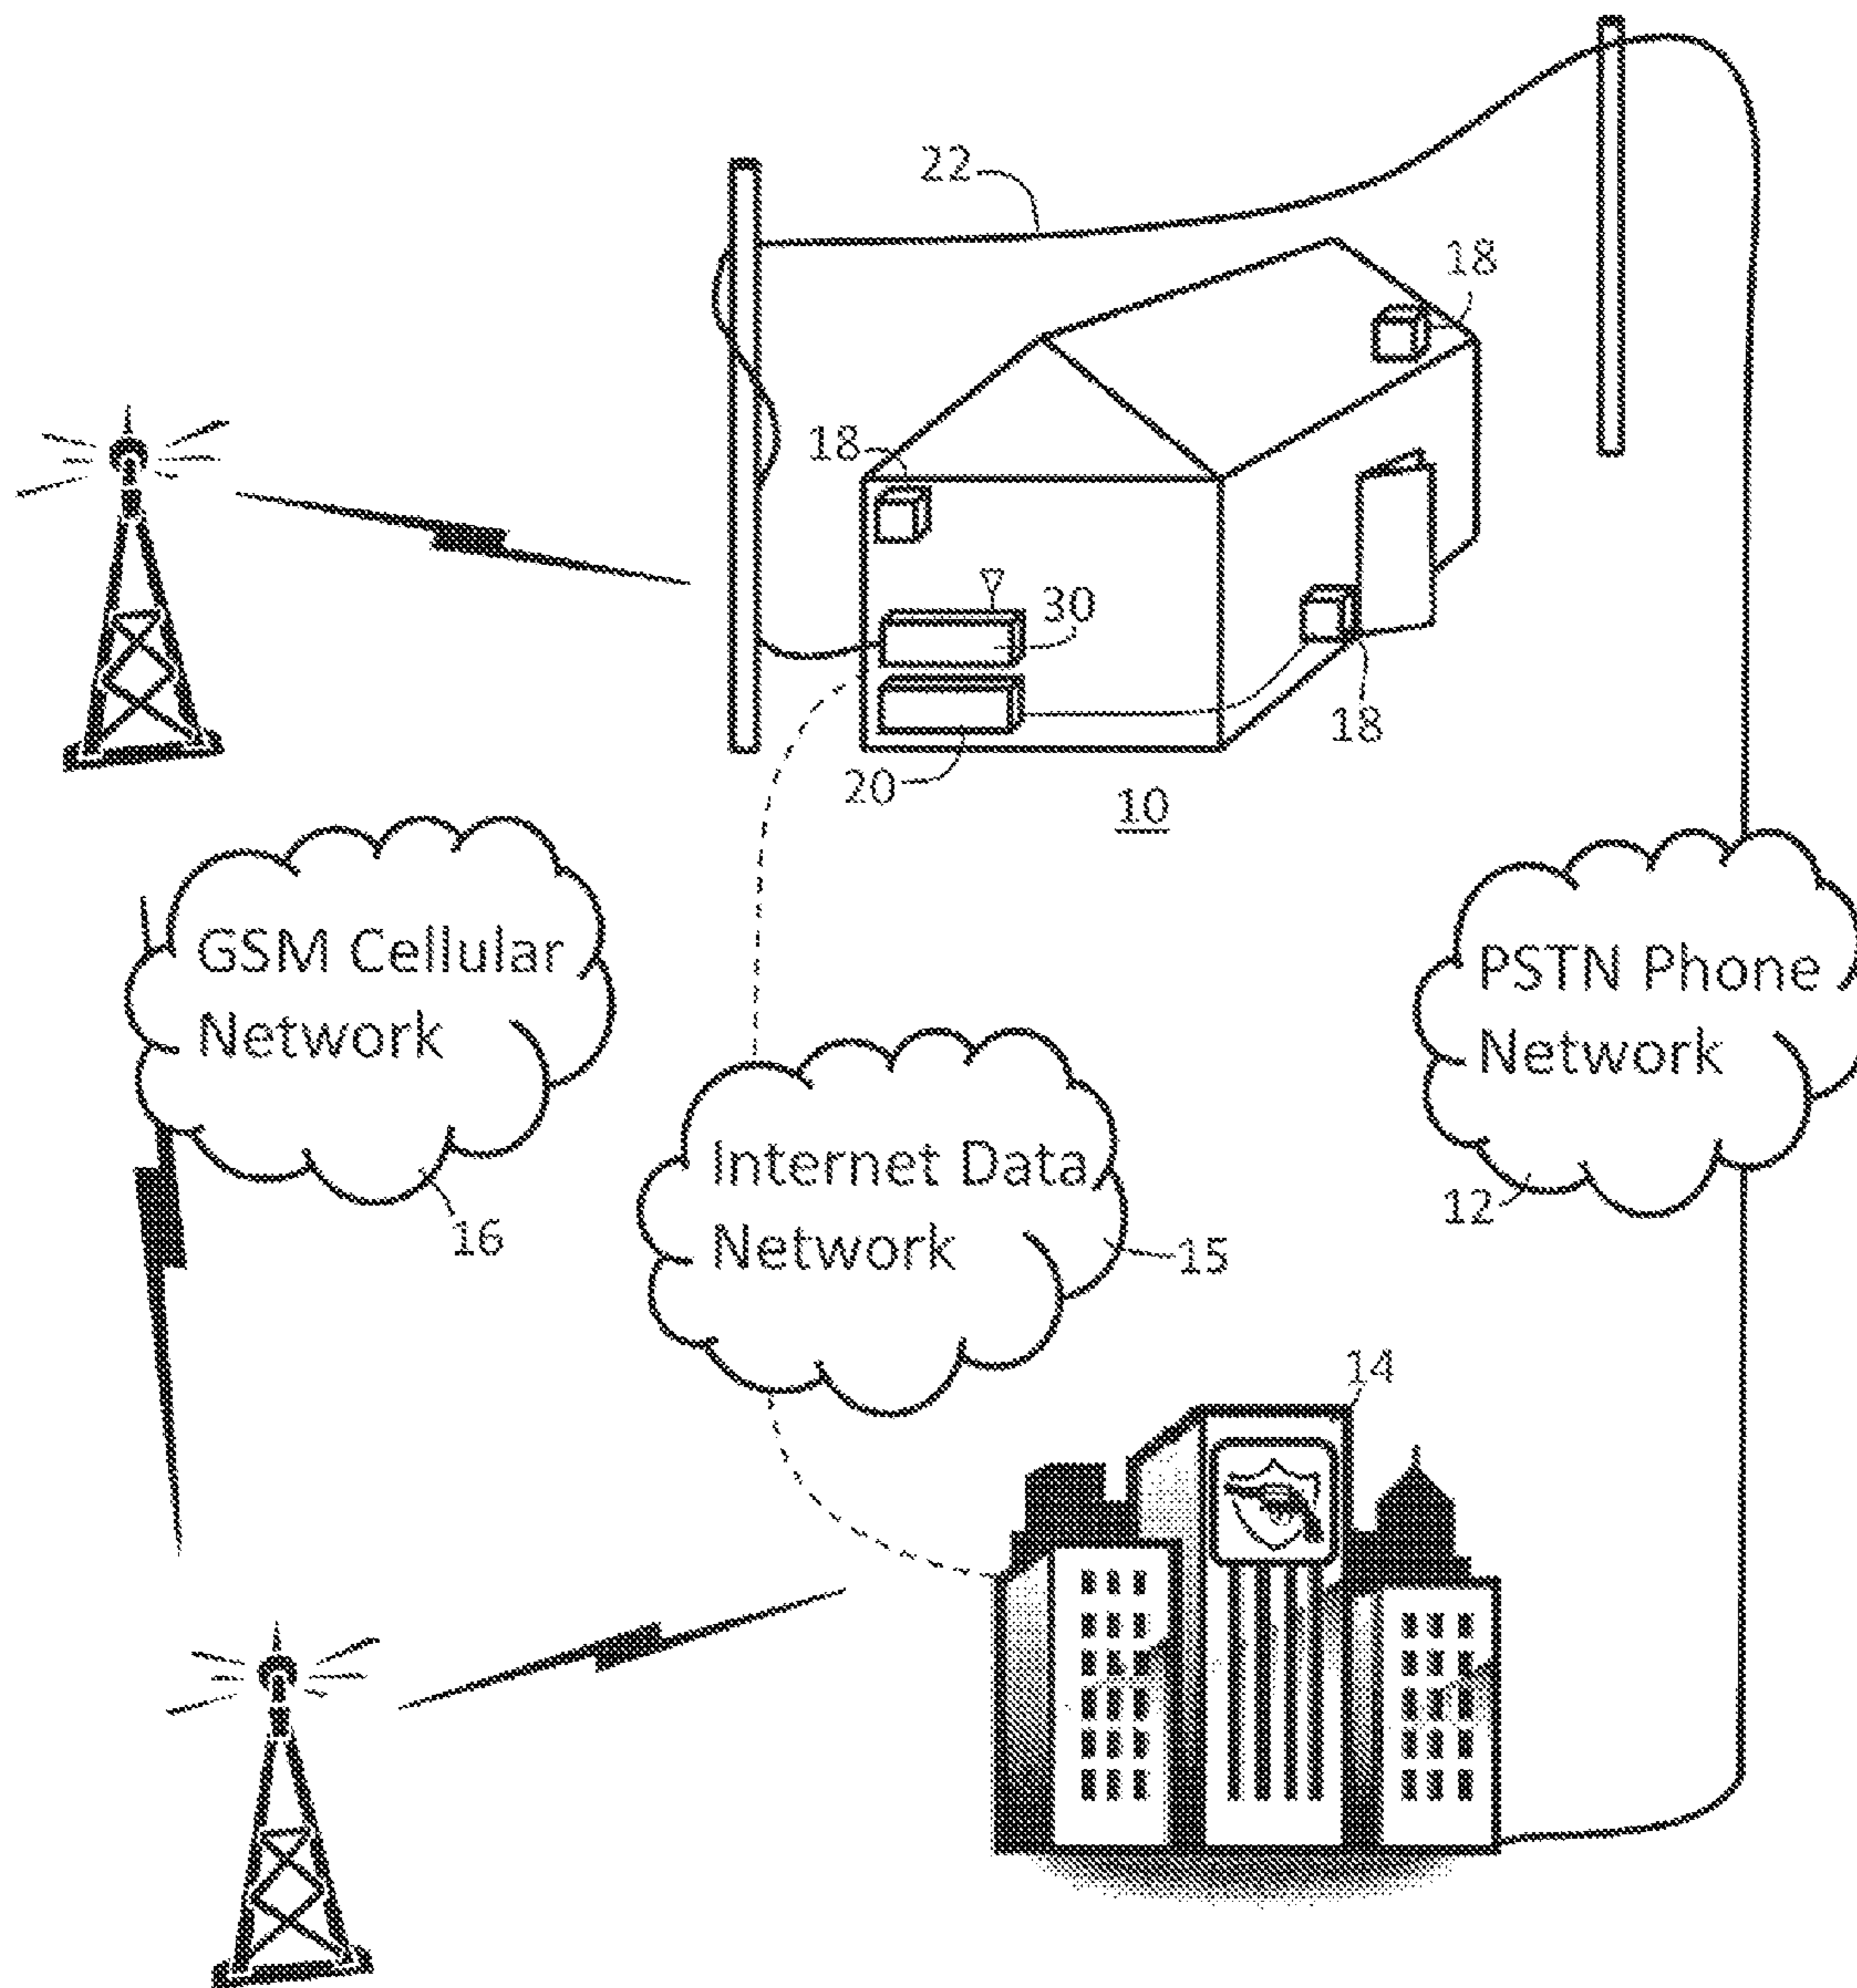 22
18
18
30
18
20
10
GSM Cellular
Network
PSTN Phone
Network
Internet Data
Network
12
16
15
14